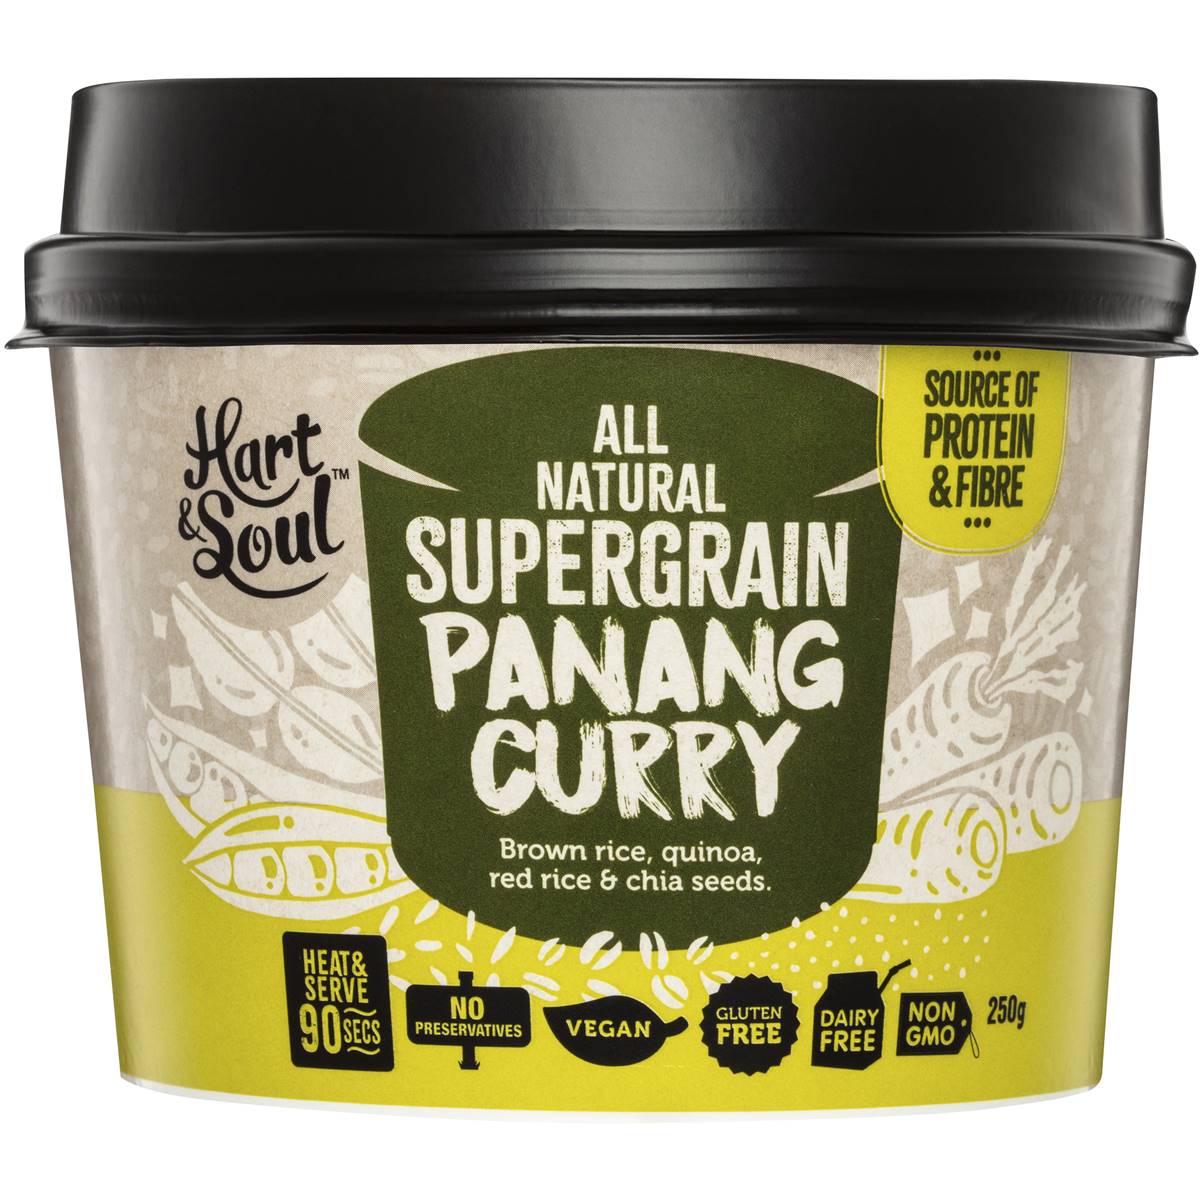 Hart
& Soul™
ALL
NATURAL
SUPERGRAIN
PANANG
CURRY
Brown rice, quinoa,
red rice & chia seeds.
SOURCE OF
PROTEIN
& FIBRE
HEAT &
SERVE
90 SECS
NO
PRESERVATIVES
VEGAN
GLUTEN
FREE
DAIRY
FREE
NON
GMO
250g